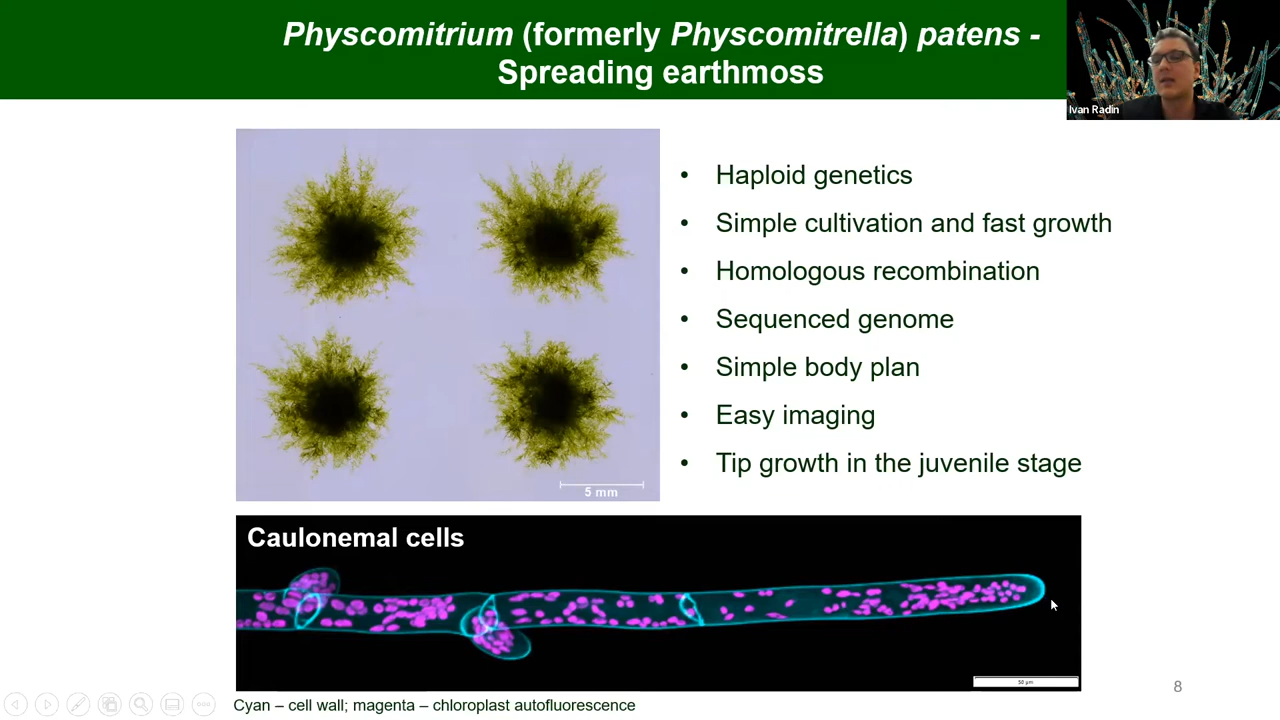 Physcomitrium (formerly Physcomitrella) patens -
Spreading earthmoss
Ivan Radin
• Haploid genetics
• Simple cultivation and fast growth
• Homologous recombination
• Sequenced genome
• Simple body plan
• Easy imaging
• Tip growth in the juvenile stage
5 mm
Caulonemal cells
50 µm
Cyan – cell wall; magenta – chloroplast autofluorescence
8